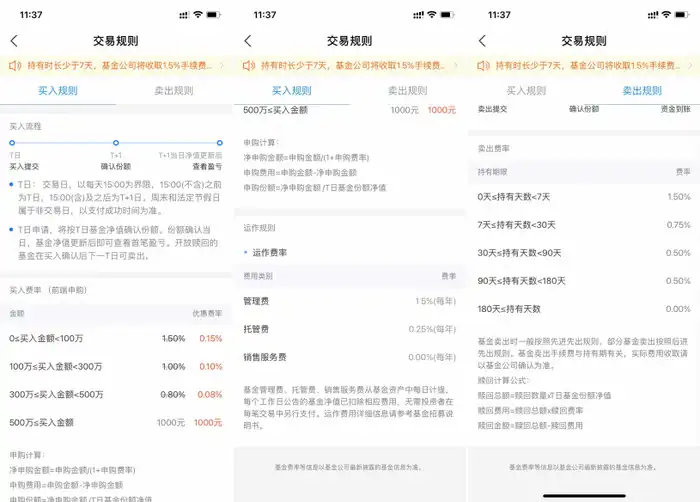 11:37
交易规则
持有时长少于7天，基金公司将收取1.5%手续费...
买入规则
卖出规则
买入流程
T日
T+1
T+1当日净值更新后
买入提交
确认份额
查看盈亏
T日：交易日，以每天15:00为界限，15:00(不含)之前
为T日，15:00(含)及之后为T+1日。周末和法定节假日
属于非交易日，以支付成功时间为准。
T日申请，将按T日基金净值确认份额。份额确认当
日，基金净值更新后即可查看首笔盈亏。开放赎回的
基金在买入确认后下一T日可卖出。
买入费率（前端申购）
金额
优惠费率
0≤买入金额<100万
1.50% 0.15%
100万≤买入金额<300万
1.00% 0.10%
300万≤买入金额<500万
0.80% 0.08%
500万≤买入金额
1000元 1000元
申购计算：
净申购金额=申购金额/(1+申购费率)
申购费用=申购金额-净申购金额
申购份额=净申购金额/T日基金份额净值
11:37
交易规则
持有时长少于7天，基金公司将收取1.5%手续费...
买入规则
卖出规则
500万≤买入金额
1000元 1000元
申购计算：
净申购金额=申购金额/(1+申购费率)
申购费用=申购金额-净申购金额
申购份额=净申购金额/T日基金份额净值
运作规则
运作费率
费用类别
费率
管理费
1.5%(每年)
托管费
0.25%(每年)
销售服务费
0.00%(每年)
基金管理费、托管费、销售服务费从基金资产中每日计提。
每个工作日公告的基金净值已扣除相应费用，无需投资者在
每笔交易中另行支付。运作费用详细信息请参考基金招募说
明书。
基金费率等信息以基金公司最新披露的基金信息为准。
11:37
交易规则
持有时长少于7天，基金公司将收取1.5%手续费...
买入规则
卖出规则
卖出提交
确认份额
资金到账
卖出费率
持有期限
费率
0天≤持有天数<7天
1.50%
7天≤持有天数<30天
0.75%
30天≤持有天数<90天
0.50%
90天≤持有天数<180天
0.50%
180天≤持有天数
0.00%
基金卖出时一般按照先进先出规则，部分基金卖出按照后进
先出规则。基金卖出手续费与持有期有关，实际费用收取请
以基金公司确认为准。
赎回计算公式：
赎回总额=赎回数量xT日基金份额净值
赎回费用=赎回总额x赎回费率
赎回金额=赎回总额-赎回费用
基金费率等信息以基金公司最新披露的基金信息为准。